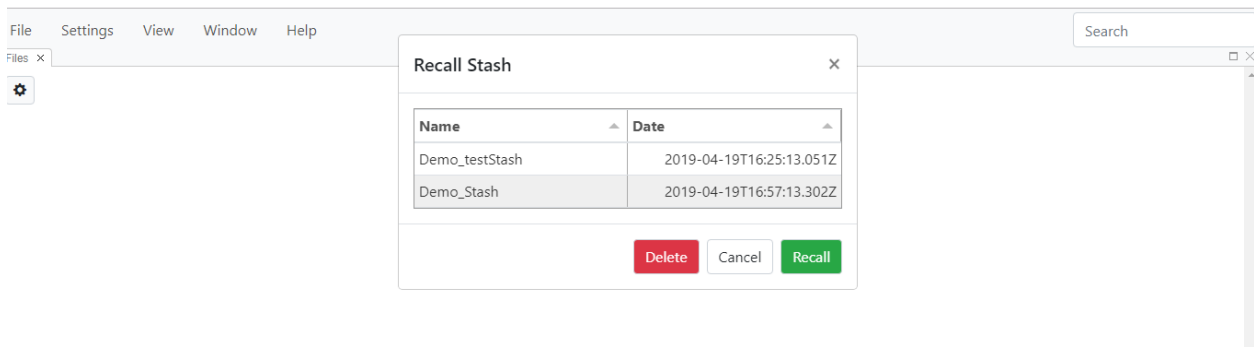 File Settings View Window Help Search
Files ×
Recall Stash ×
Name Date
Demo_testStash 2019-04-19T16:25:13.051Z
Demo_Stash 2019-04-19T16:57:13.302Z
Delete Cancel Recall